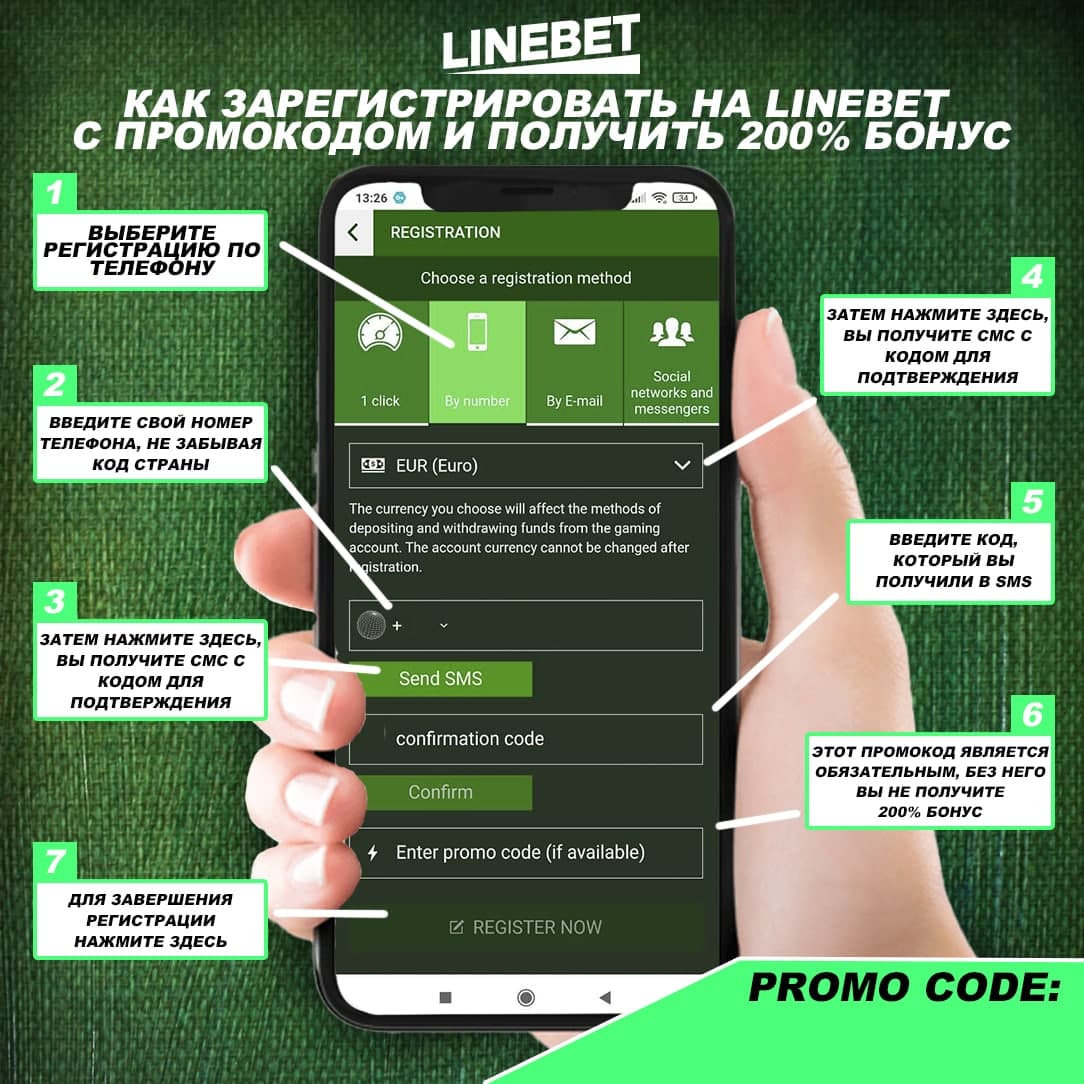 LINEBET
КАК ЗАРЕГИСТРИРОВАТЬ НА LINEBET
С ПРОМОКОДОМ И ПОЛУЧИТЬ 200% БОНУС
1
ВЫБЕРИТЕ
РЕГИСТРАЦИЮ ПО
ТЕЛЕФОНУ
2
ВВЕДИТЕ СВОЙ НОМЕР
ТЕЛЕФОНА, НЕ ЗАБЫВАЯ
КОД СТРАНЫ
3
ЗАТЕМ НАЖМИТЕ ЗДЕСЬ,
ВЫ ПОЛУЧИТЕ СМС С
КОДОМ ДЛЯ
ПОДТВЕРЖДЕНИЯ
7
ДЛЯ ЗАВЕРШЕНИЯ
РЕГИСТРАЦИИ
НАЖМИТЕ ЗДЕСЬ
13:26
34
REGISTRATION
Choose a registration method
1 click
By number
By E-mail
Social
networks and
messengers
EUR (Euro)
The currency you choose will affect the methods of
depositing and withdrawing funds from the gaming
account. The account currency cannot be changed after
registration.
+
Send SMS
confirmation code
Confirm
Enter promo code (if available)
REGISTER NOW
4
ЗАТЕМ НАЖМИТЕ ЗДЕСЬ,
ВЫ ПОЛУЧИТЕ СМС С
КОДОМ ДЛЯ
ПОДТВЕРЖДЕНИЯ
5
ВВЕДИТЕ КОД,
КОТОРЫЙ ВЫ
ПОЛУЧИЛИ В SMS
6
ЭТОТ ПРОМОКОД ЯВЛЯЕТСЯ
ОБЯЗАТЕЛЬНЫМ, БЕЗ НЕГО
ВЫ НЕ ПОЛУЧИТЕ
200% БОНУС
PROMO CODE: